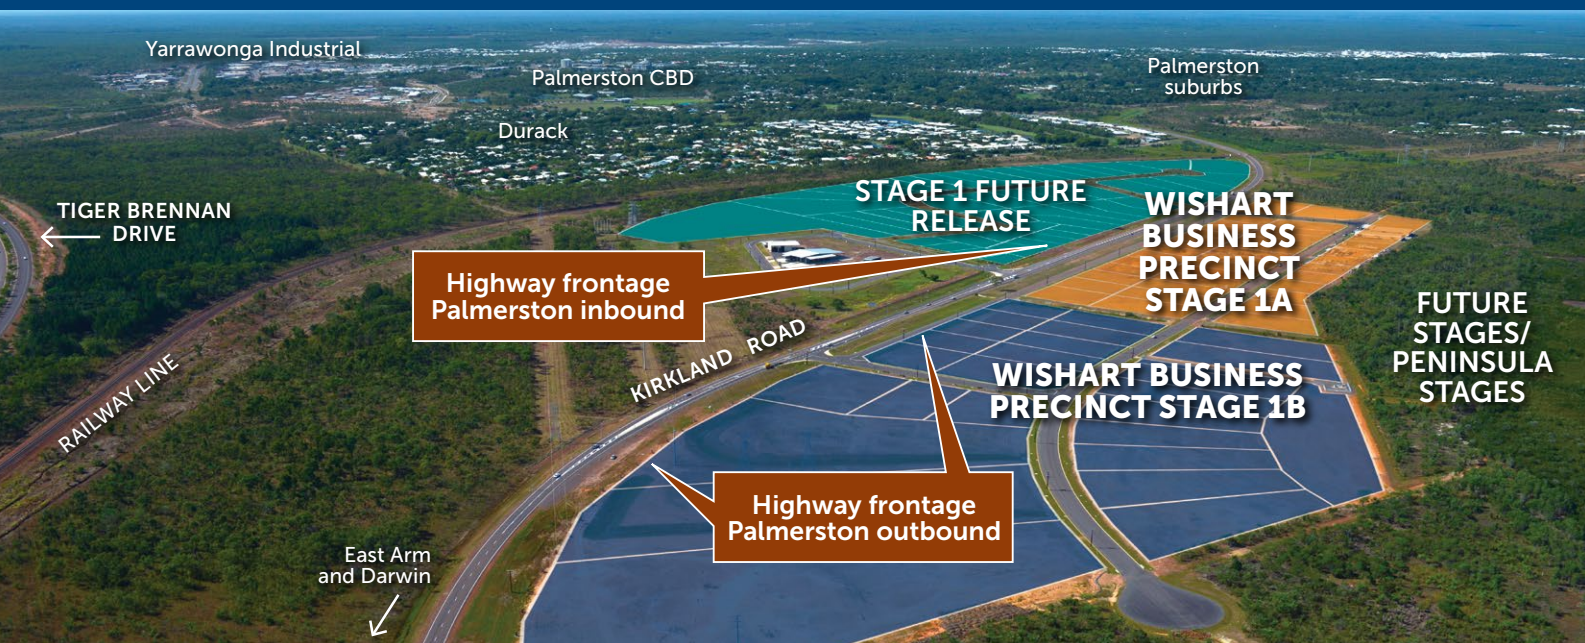 Yarrawonga Industrial
Palmerston CBD
Palmerston
suburbs
Durack
TIGER BRENNAN
DRIVE
STAGE 1 FUTURE
RELEASE
WISHART
BUSINESS
PRECINCT
STAGE 1A
Highway frontage
Palmerston inbound
FUTURE
STAGES/
PENINSULA
STAGES
KIRKLAND ROAD
RAILWAY LINE
WISHART BUSINESS
PRECINCT STAGE 1B
Highway frontage
Palmerston outbound
East Arm
and Darwin